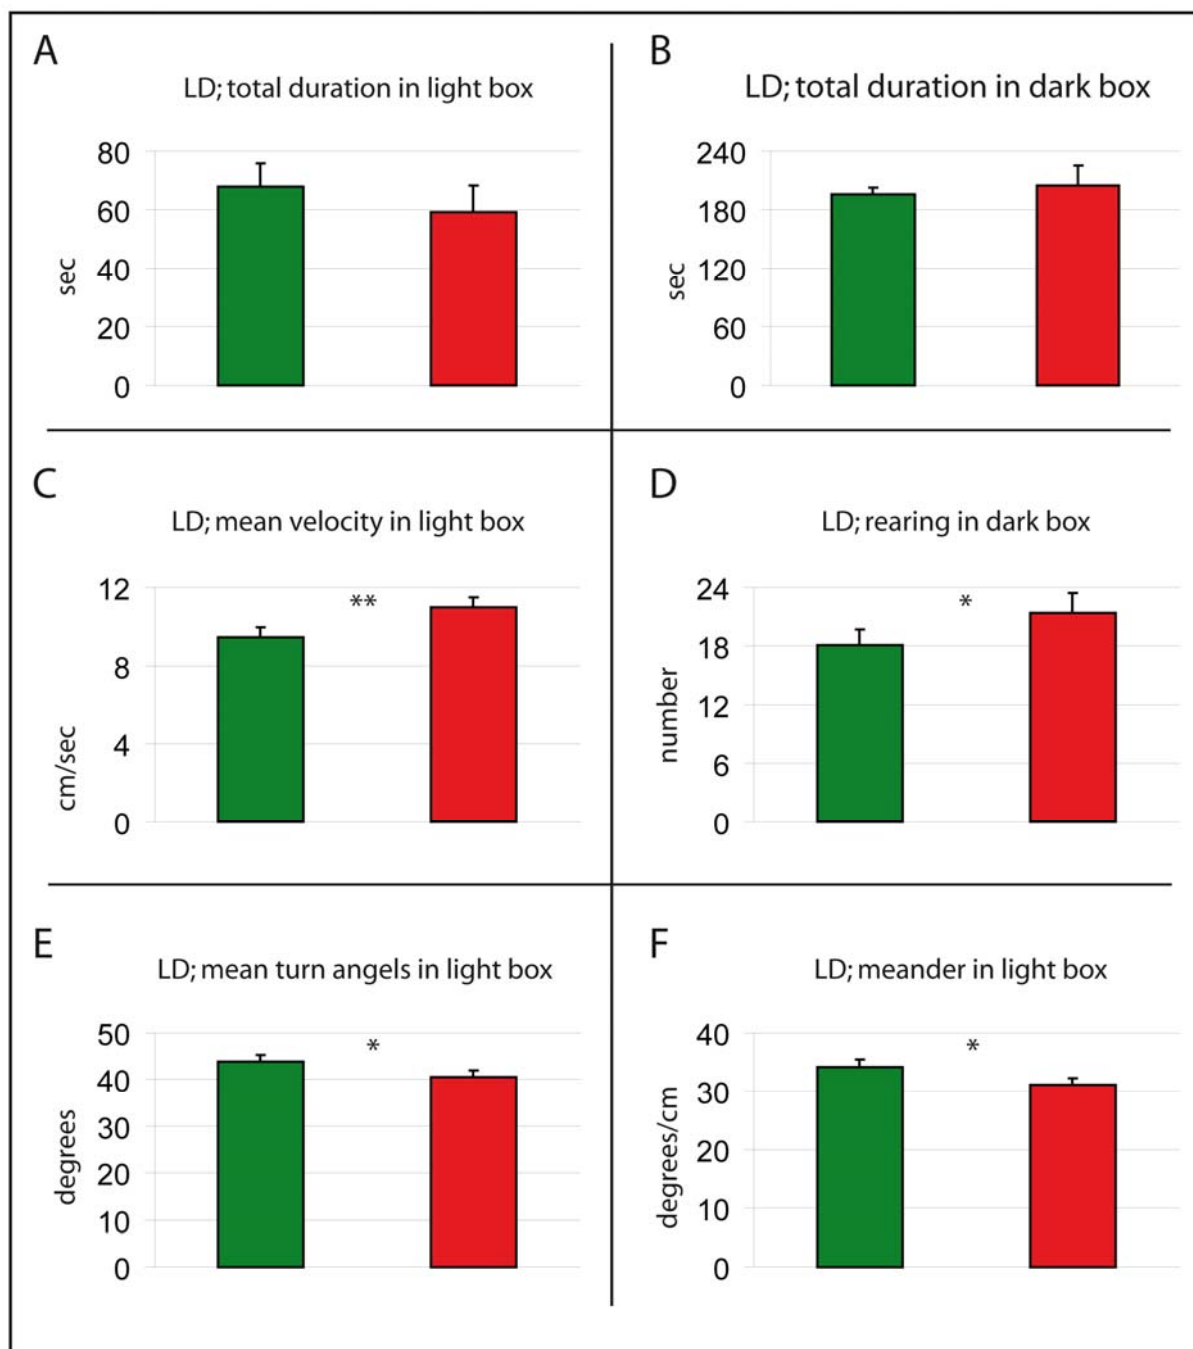 A
LD; total duration in light box
80
60
40
20
0
sec
B
LD; total duration in dark box
240
180
120
60
0
sec
C
LD; mean velocity in light box
12
8
4
0
cm/sec
**
D
LD; rearing in dark box
24
18
12
6
0
number
*
E
LD; mean turn angels in light box
50
40
30
20
10
0
degrees
*
F
LD; meander in light box
40
30
20
10
0
degrees/cm
*